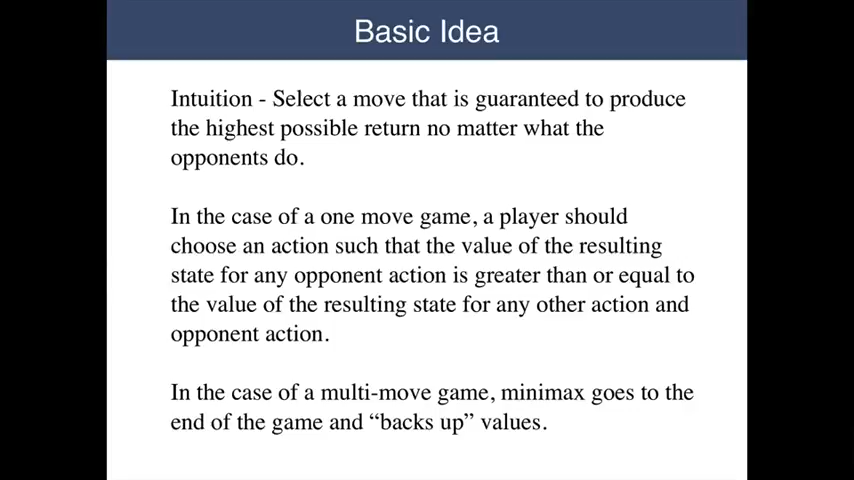 Basic Idea
Intuition - Select a move that is guaranteed to produce
the highest possible return no matter what the
opponents do.
In the case of a one move game, a player should
choose an action such that the value of the resulting
state for any opponent action is greater than or equal to
the value of the resulting state for any other action and
opponent action.
In the case of a multi-move game, minimax goes to the
end of the game and “backs up” values.